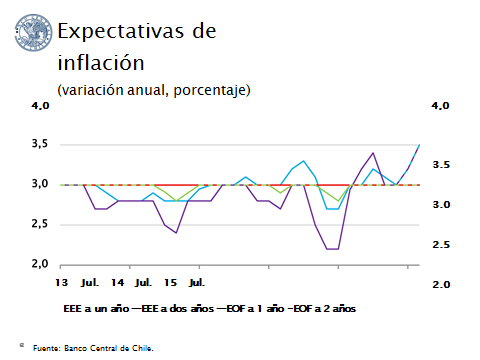 Expectativas de
inflación
(variación anual, porcentaje)
4,0 4,0
3,5 3,5
3,0 3,0
2,5 2,5
2,0 2,0
13 Jul. 14 Jul. 15 Jul.
EEE a un año —EEE a dos años —EOF a 1 año –EOF a 2 años
Fuente: Banco Central de Chile.